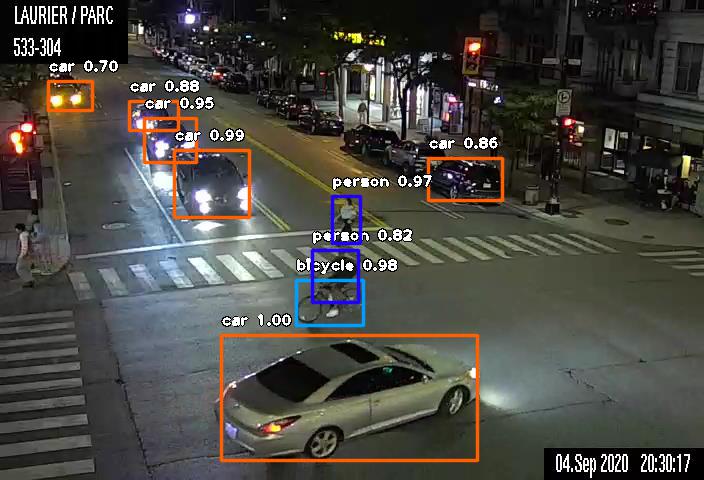 LAURIER / PARC
533-304
car 0.70
car 0.88
car 0.95
car 0.99
car 0.86
person 0.97
person 0.82
bicycle 0.98
car 1.00
P
04.Sep 2020 20:30:17